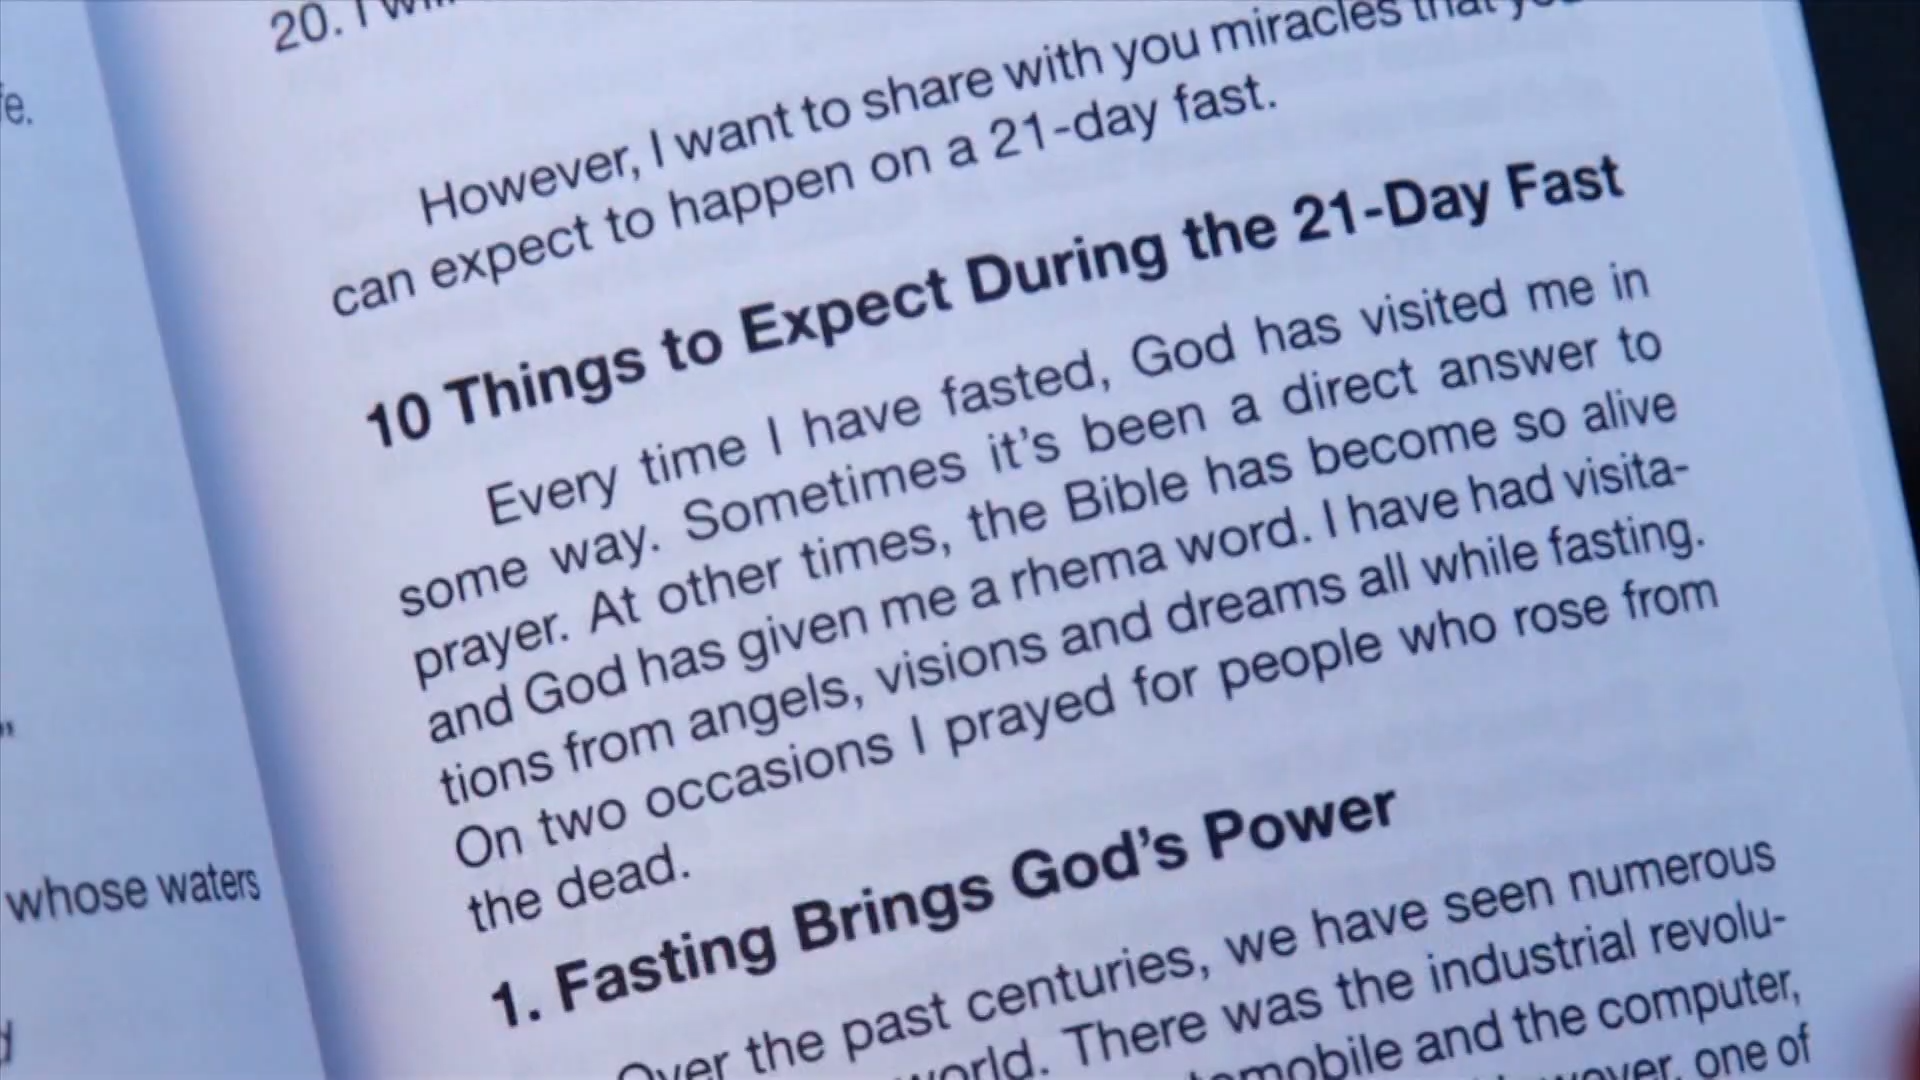 whose waters
20. I
However, I want to share with you miracles that
can expect to happen on a 21-day fast.
10 Things to Expect During the 21-Day Fast
Every time I have fasted, God has visited me in
some way. Sometimes it's been a direct answer to
prayer. At other times, the Bible has become so alive
and God has given me a rhema word. I have had visita-
tions from angels, visions and dreams all while fasting.
On two occasions I prayed for people who rose from
the dead.
1. Fasting Brings God's Power
Over the past centuries, we have seen numerous
world. There was the industrial revolu-
and the computer,
one of